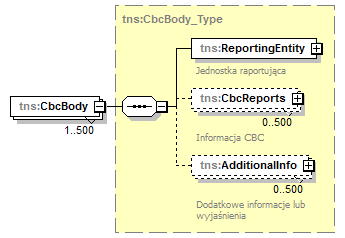 tns:CbcBody_Type
tns:ReportingEntity
Jednostka raportująca
tns:CbcBody
1..500
tns:CbcReports
0..500
Informacja CBC
tns:AdditionalInfo
0..500
Dodatkowe informacje lub
wyjaśnienia